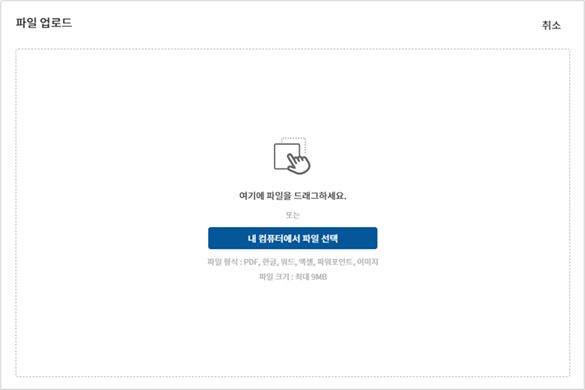 파일 업로드
취소
여기에 파일을 드래그하세요.
또는
내 컴퓨터에서 파일 선택
파일 형식 : PDF, 한글, 워드, 엑셀, 파워포인트, 이미지
파일 크기 : 최대 9MB